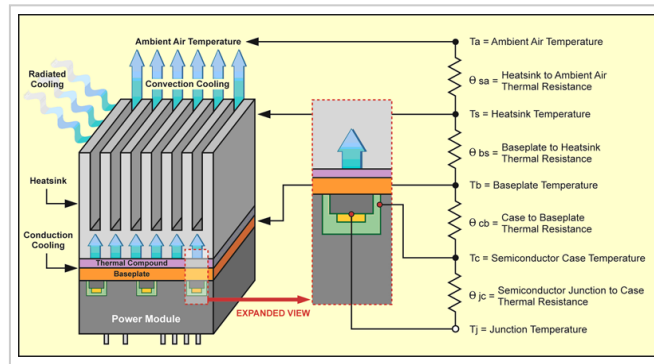 Ambient Air Temperature
Radiated
Cooling
Convection Cooling
Heatsink
Conduction
Cooling
Thermal Compound
Baseplate
Power Module
EXPANDED VIEW
Ta = Ambient Air Temperature
Θ sa = Heatsink to Ambient Air
Thermal Resistance
Ts = Heatsink Temperature
Θ bs = Baseplate to Heatsink
Thermal Resistance
Tb = Baseplate Temperature
Θ cb = Case to Baseplate
Thermal Resistance
Tc = Semiconductor Case Temperature
Θ jc = Semiconductor Junction to Case
Thermal Resistance
Tj = Junction Temperature